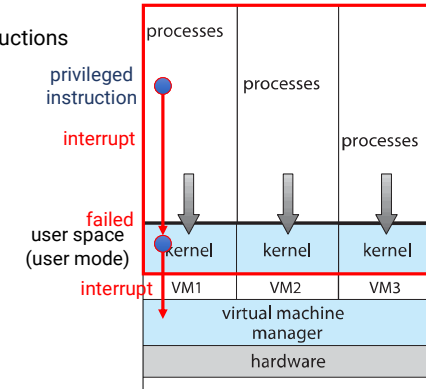 uctions
processes
privileged
instruction
processes
interrupt
processes
failed
user space
(user mode)
kernel
kernel
kernel
interrupt
VM1
VM2
VM3
virtual machine
manager
hardware